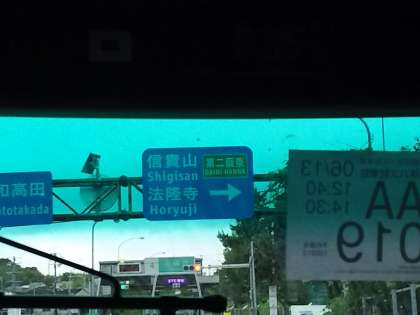 信貴山
Shigisan
第二阪奈
DAINI HANNA
法隆寺
Horyuji
和高田
atotakada
06/13
12:40
14:30
AA
019